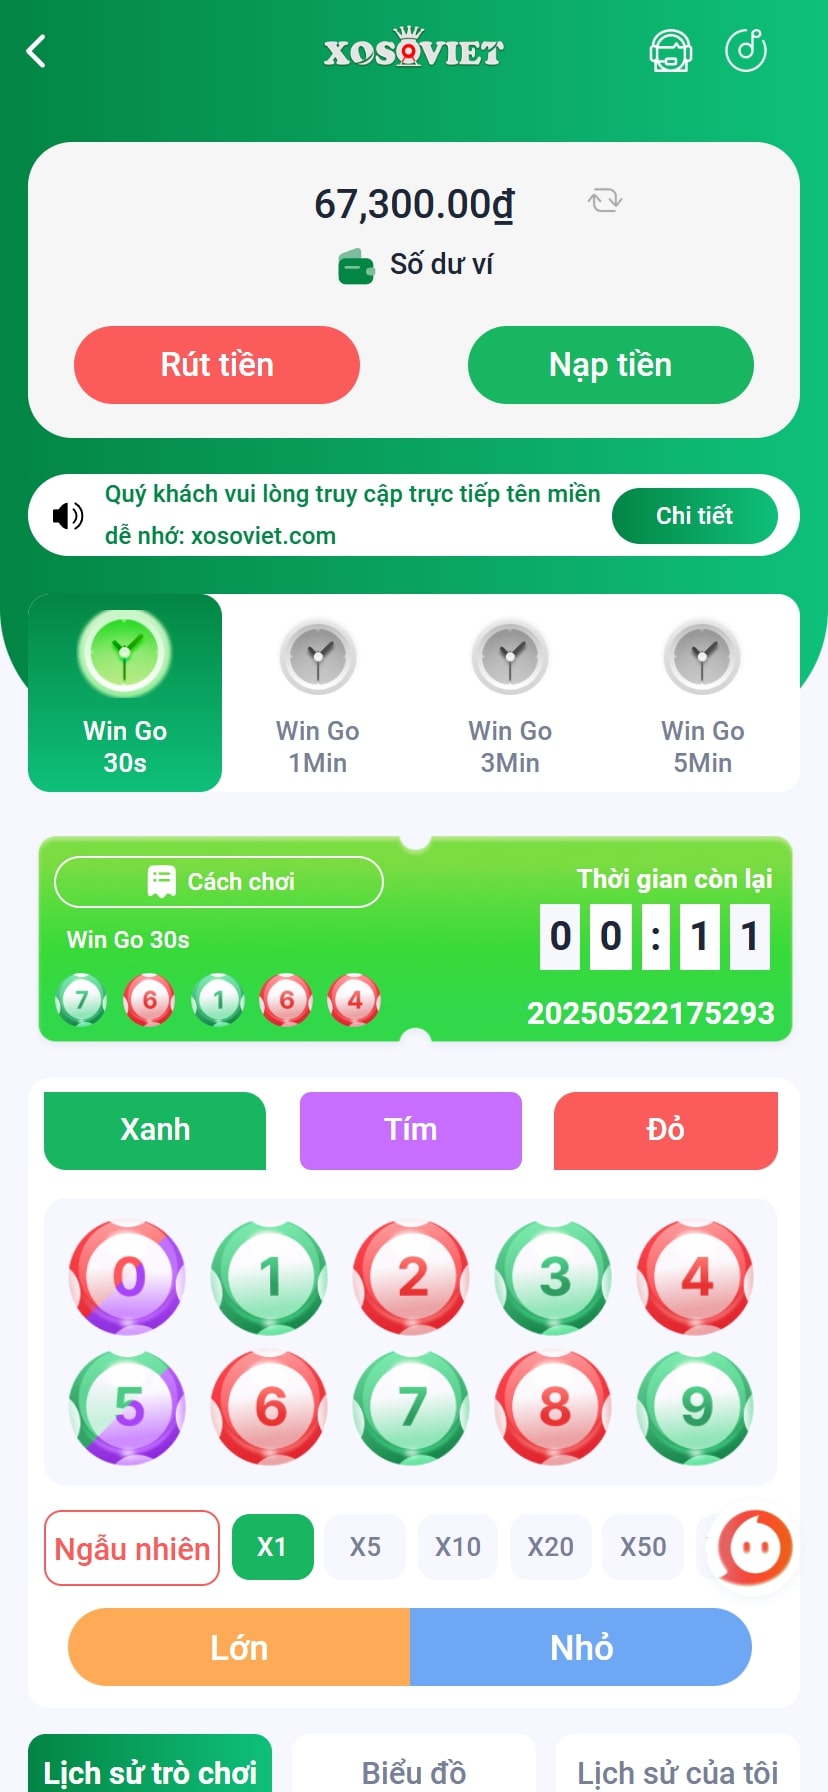 XOSOVIET
67,300.00₫
Số dư ví
Rút tiền
Nạp tiền
Quý khách vui lòng truy cập trực tiếp tên miền
dễ nhớ: xosoviet.com
Chi tiết
Win Go
30s
Win Go
1Min
Win Go
3Min
Win Go
5Min
Cách chơi
Thời gian còn lại
Win Go 30s
00:11
7 6 1 6 4
20250522175293
Xanh
Tím
Đỏ
0 1 2 3 4
5 6 7 8 9
Ngẫu nhiên
X1
X5
X10
X20
X50
Lớn
Nhỏ
Lịch sử trò chơi
Biểu đồ
Lịch sử của tôi